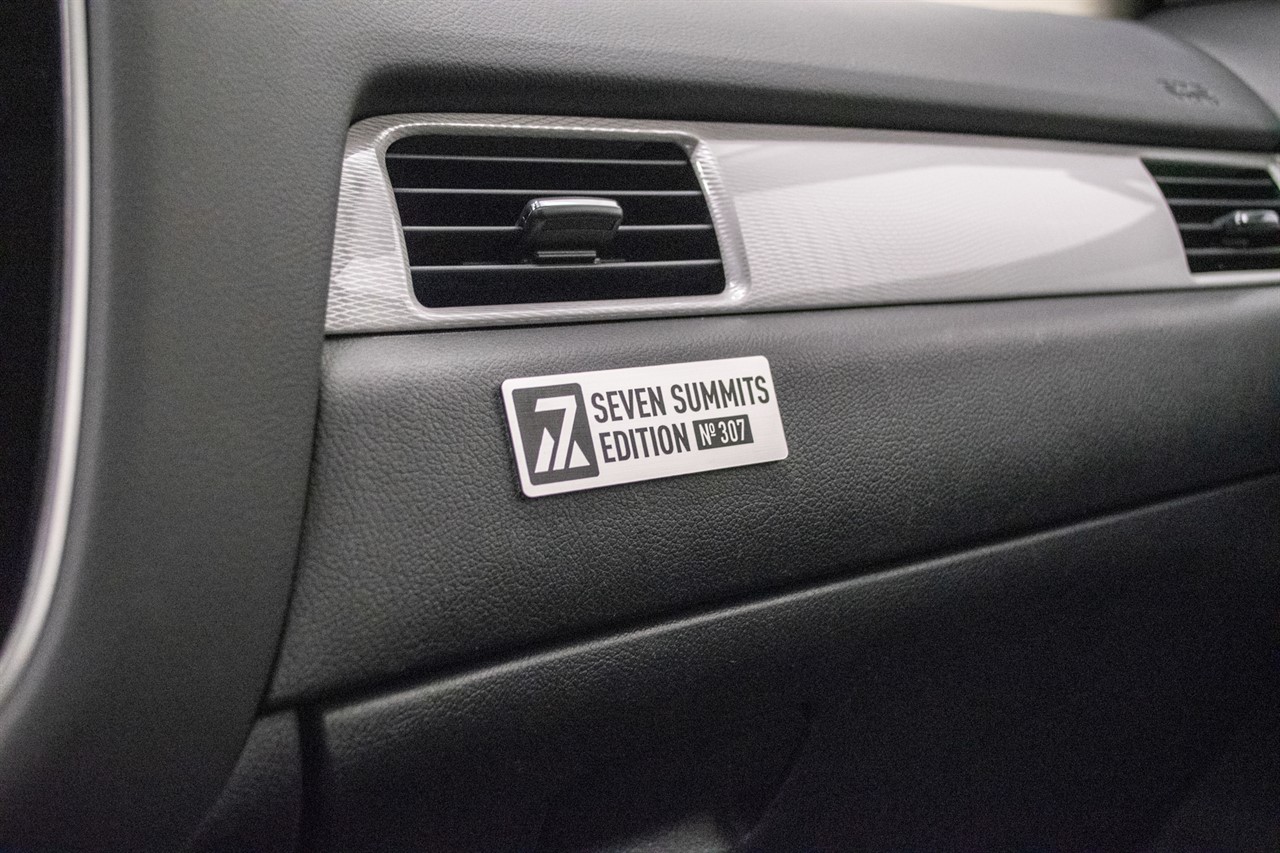 7
SEVEN SUMMITS
EDITION № 307